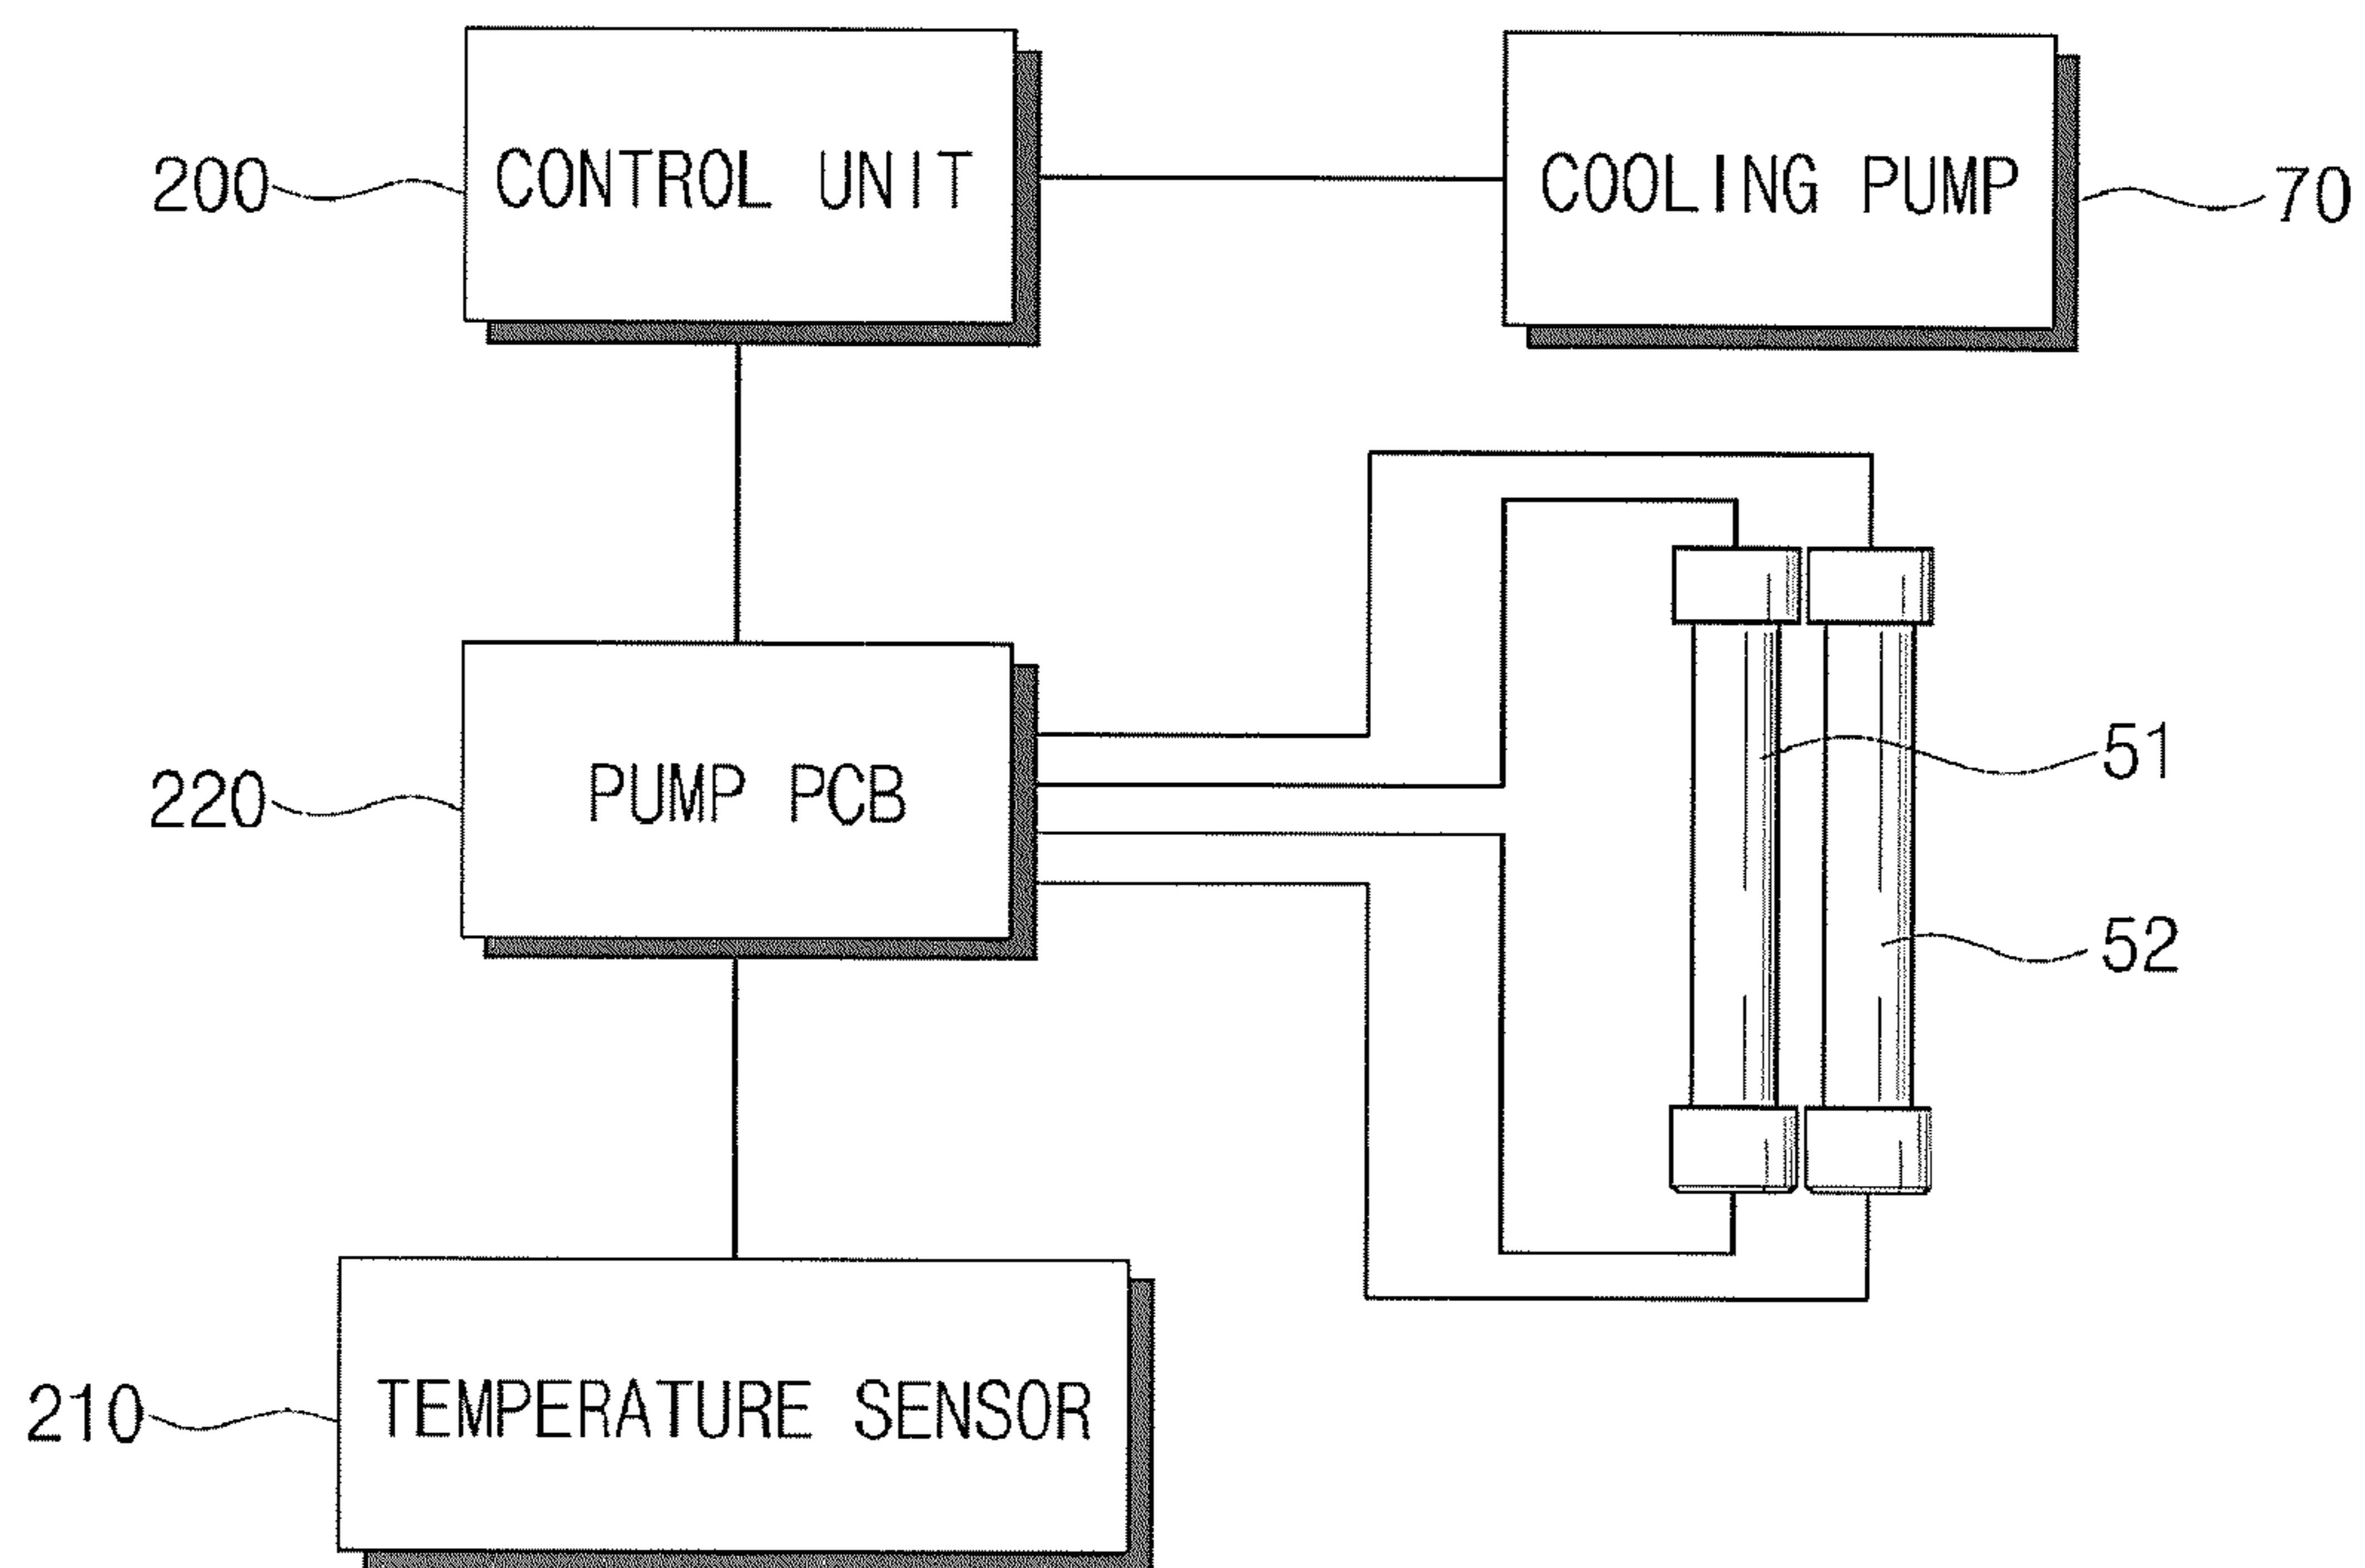 200
CONTROL UNIT
COOLING PUMP
70
220
PUMP PCB
51
52
210
TEMPERATURE SENSOR